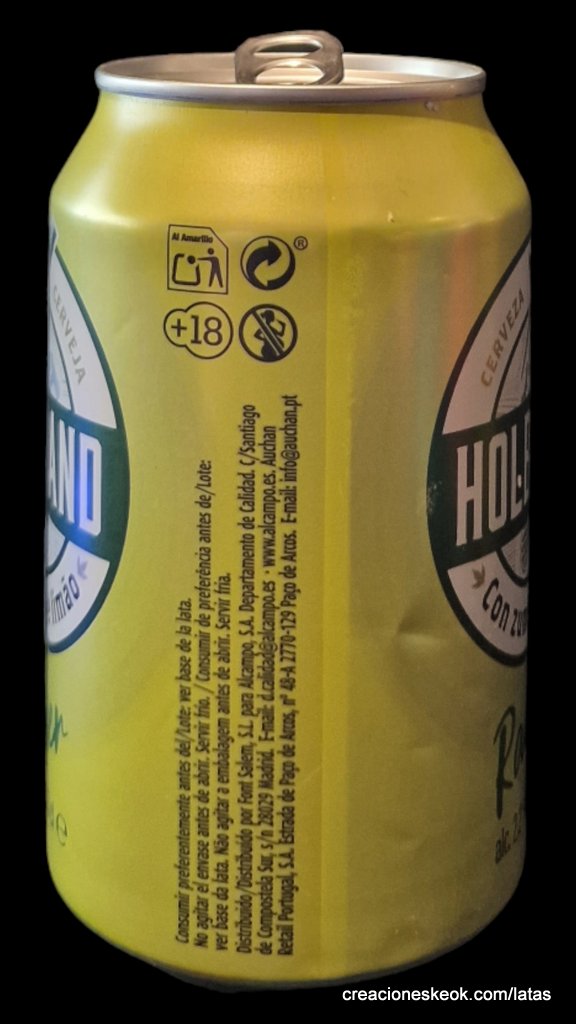 Al Amarillo
®
+18
CERVEJA
AND
limão
CERVEZA
HOL
Con
alc.
Consumir preferentemente antes del/Lote: ver base de la lata.
No agitar el envase antes de abrir. Servir frío. / Consumir de preferência antes de/Lote:
ver base da lata. Não agitar a embalagem antes de abrir. Servir fria.
Distribuido/Distribuído por Font Salem, S.L. para Alcampo, S.A. Departamento de Calidad. C/Santiago
de Compostela Sur, s/n 28029 Madrid. E-mail: d.calidad@alcampo.es · www.alcampo.es. Auchan
Retail Portugal, S.A. Estrada de Paço de Arcos, nº 48-A 2770-129 Paço de Arcos. E-mail: info@auchan.pt
creacioneskeok.com/latas